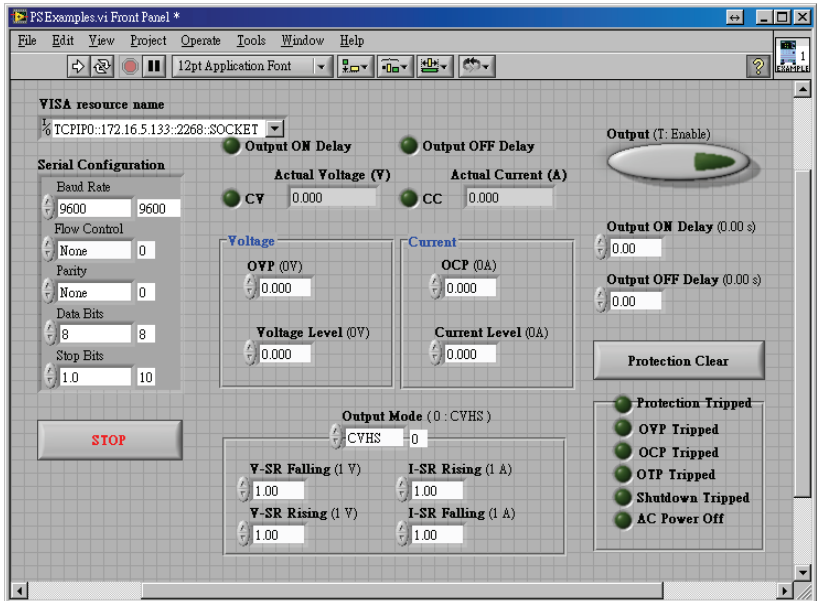 PSExamples.vi Front Panel *
File Edit View Project Operate Tools Window Help
12pt Application Font
?
1
EXAMPLE
VISA resource name
I/O TCPIP0::172.16.5.133::2268::SOCKET
Serial Configuration
Baud Rate
9600 9600
Flow Control
None 0
Parity
None 0
Data Bits
8 8
Stop Bits
1.0 10
STOP
Output ON Delay
Output OFF Delay
Actual Voltage (V)
CV 0.000
Actual Current (A)
CC 0.000
Voltage
OVP (0V)
0.000
Voltage Level (0V)
0.000
Current
OCP (0A)
0.000
Current Level (0A)
0.000
Output Mode (0 : CVHS)
CVHS 0
V-SR Falling (1 V)
1.00
I-SR Rising (1 A)
1.00
V-SR Rising (1 V)
1.00
I-SR Falling (1 A)
1.00
Output (T: Enable)
Output ON Delay (0.00 s)
0.00
Output OFF Delay (0.00 s)
0.00
Protection Clear
Protection Tripped
OVP Tripped
OCP Tripped
OTP Tripped
Shutdown Tripped
AC Power Off